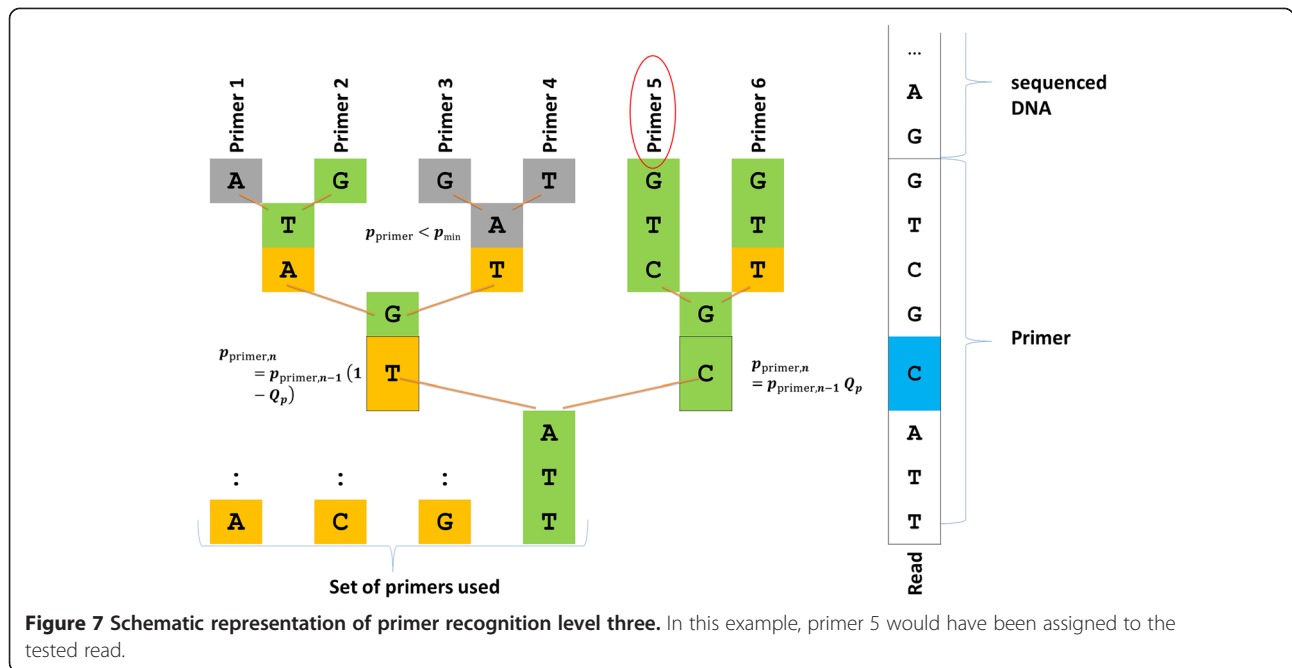 Primer 1
Primer 2
Primer 3
Primer 4
Primer 5
Primer 6
...
A
sequenced
DNA
G
A
G
G
T
G
G
G
T
A
T
T
T
p_primer < p_min
A
T
C
T
C
G
G
G
p_primer,n
= p_primer,n−1 (1
− Q_p)
T
C
p_primer,n
= p_primer,n−1 Q_p
C
Primer
A
A
:
:
:
T
T
A
C
G
T
T
Set of primers used
Read
Figure 7 Schematic representation of primer recognition level three. In this example, primer 5 would have been assigned to the
tested read.